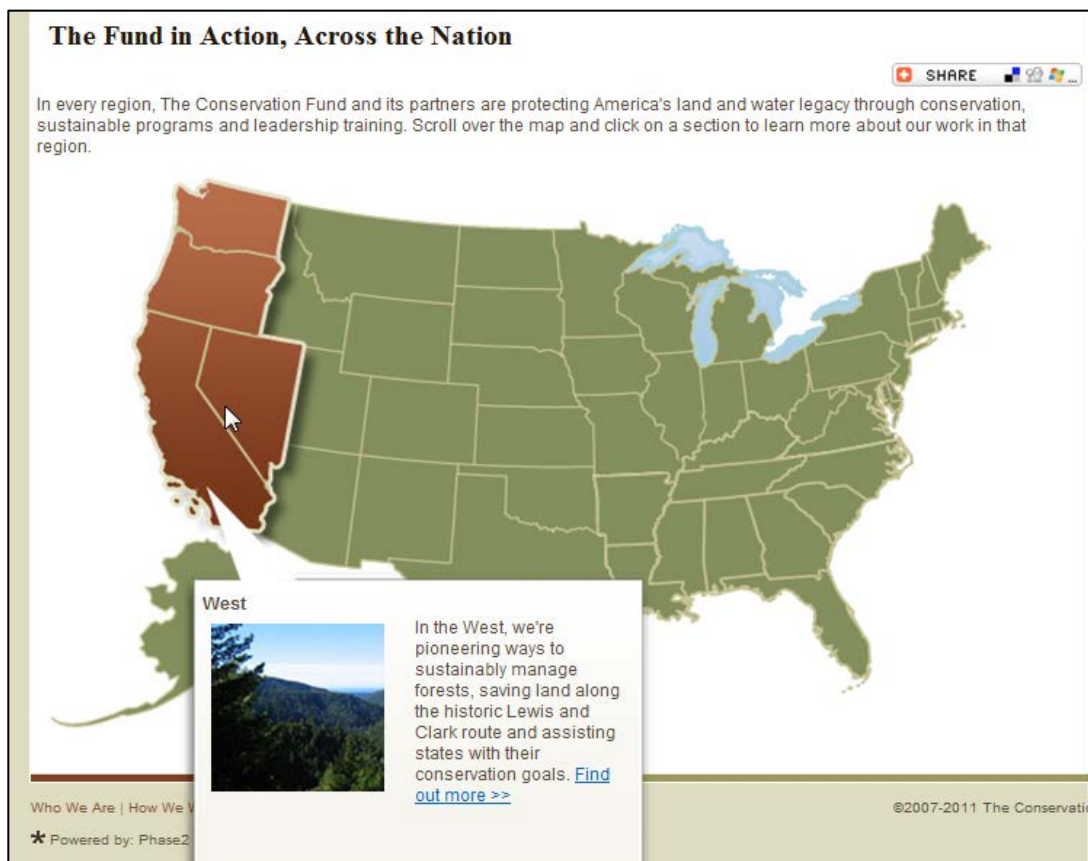 The Fund in Action, Across the Nation
SHARE
In every region, The Conservation Fund and its partners are protecting America's land and water legacy through conservation,
sustainable programs and leadership training. Scroll over the map and click on a section to learn more about our work in that
region.
West
In the West, we're
pioneering ways to
sustainably manage
forests, saving land along
the historic Lewis and
Clark route and assisting
states with their
conservation goals. Find
out more >>
Who We Are | How We
©2007-2011 The
* Powered by: Phase2